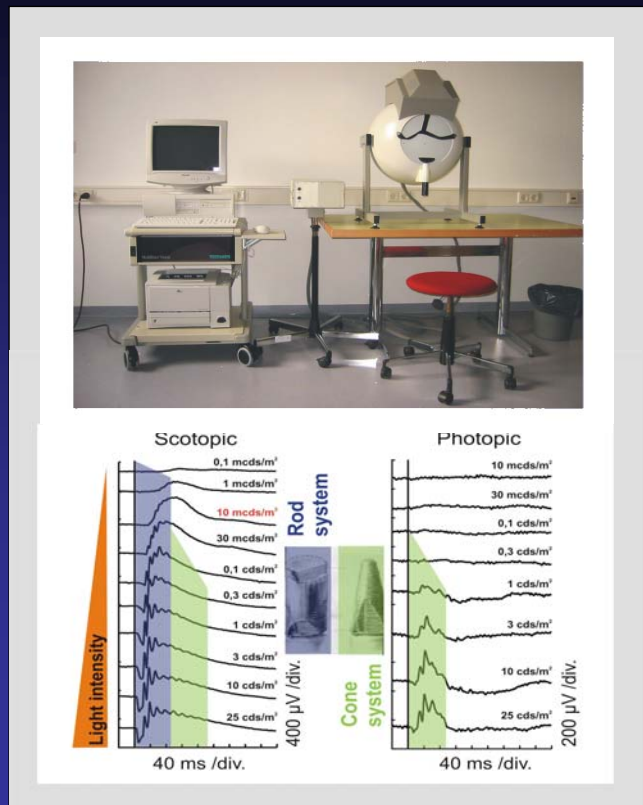 Scotopic
0,1 mcds/m²
1 mcds/m²
10 mcds/m²
30 mcds/m²
0,1 cds/m²
0,3 cds/m²
1 cds/m²
3 cds/m²
10 cds/m²
25 cds/m²
Light intensity
400 µV /div.
40 ms /div.
Rod
system
Cone
system
Photopic
10 mcds/m²
30 mcds/m²
0,1 cds/m²
0,3 cds/m²
1 cds/m²
3 cds/m²
10 cds/m²
25 cds/m²
200 µV /div.
40 ms /div.